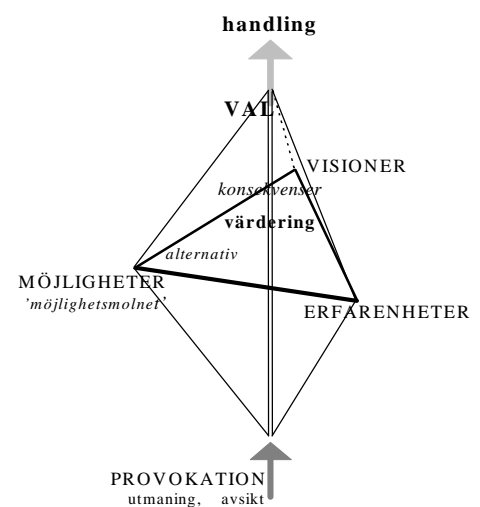 handling
VAL
VISIONER
konsekvenser
värdering
alternativ
MÖJLIGHETER
'möjlighetsmolnet'
ERFARENHETER
PROVOKATION
utmaning, avsikt